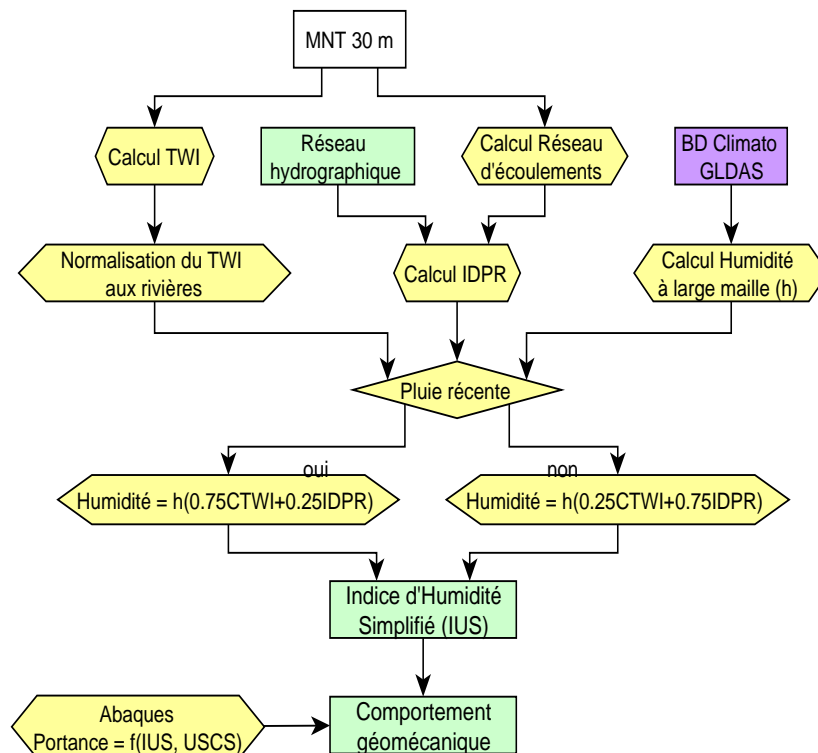 MNT 30 m
Calcul TWI
Réseau
hydrographique
Calcul Réseau
d'écoulements
BD Climato
GLDAS
Normalisation du TWI
aux rivières
Calcul IDPR
Calcul Humidité
à large maille (h)
Pluie récente
oui
non
Humidité = h(0.75CTWI+0.25IDPR)
Humidité = h(0.25CTWI+0.75IDPR)
Indice d'Humidité
Simplifié (IUS)
Abaques
Portance = f(IUS, USCS)
Comportement
géomécanique